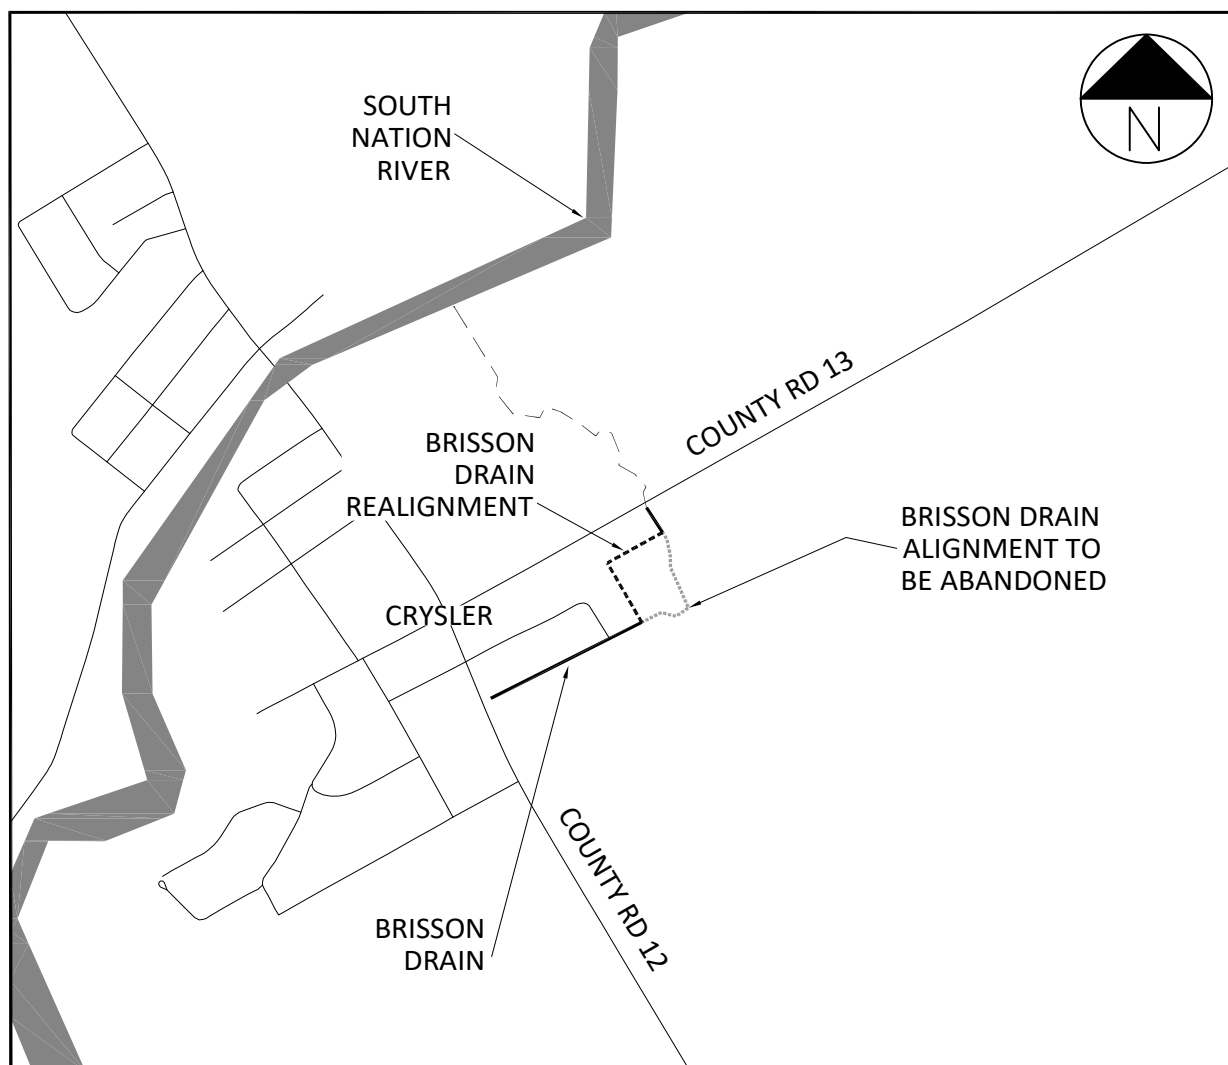 SOUTH
NATION
RIVER
N
COUNTY RD 13
BRISSON
DRAIN
REALIGNMENT
BRISSON DRAIN
ALIGNMENT TO
BE ABANDONED
CRYSLER
COUNTY RD 12
BRISSON
DRAIN